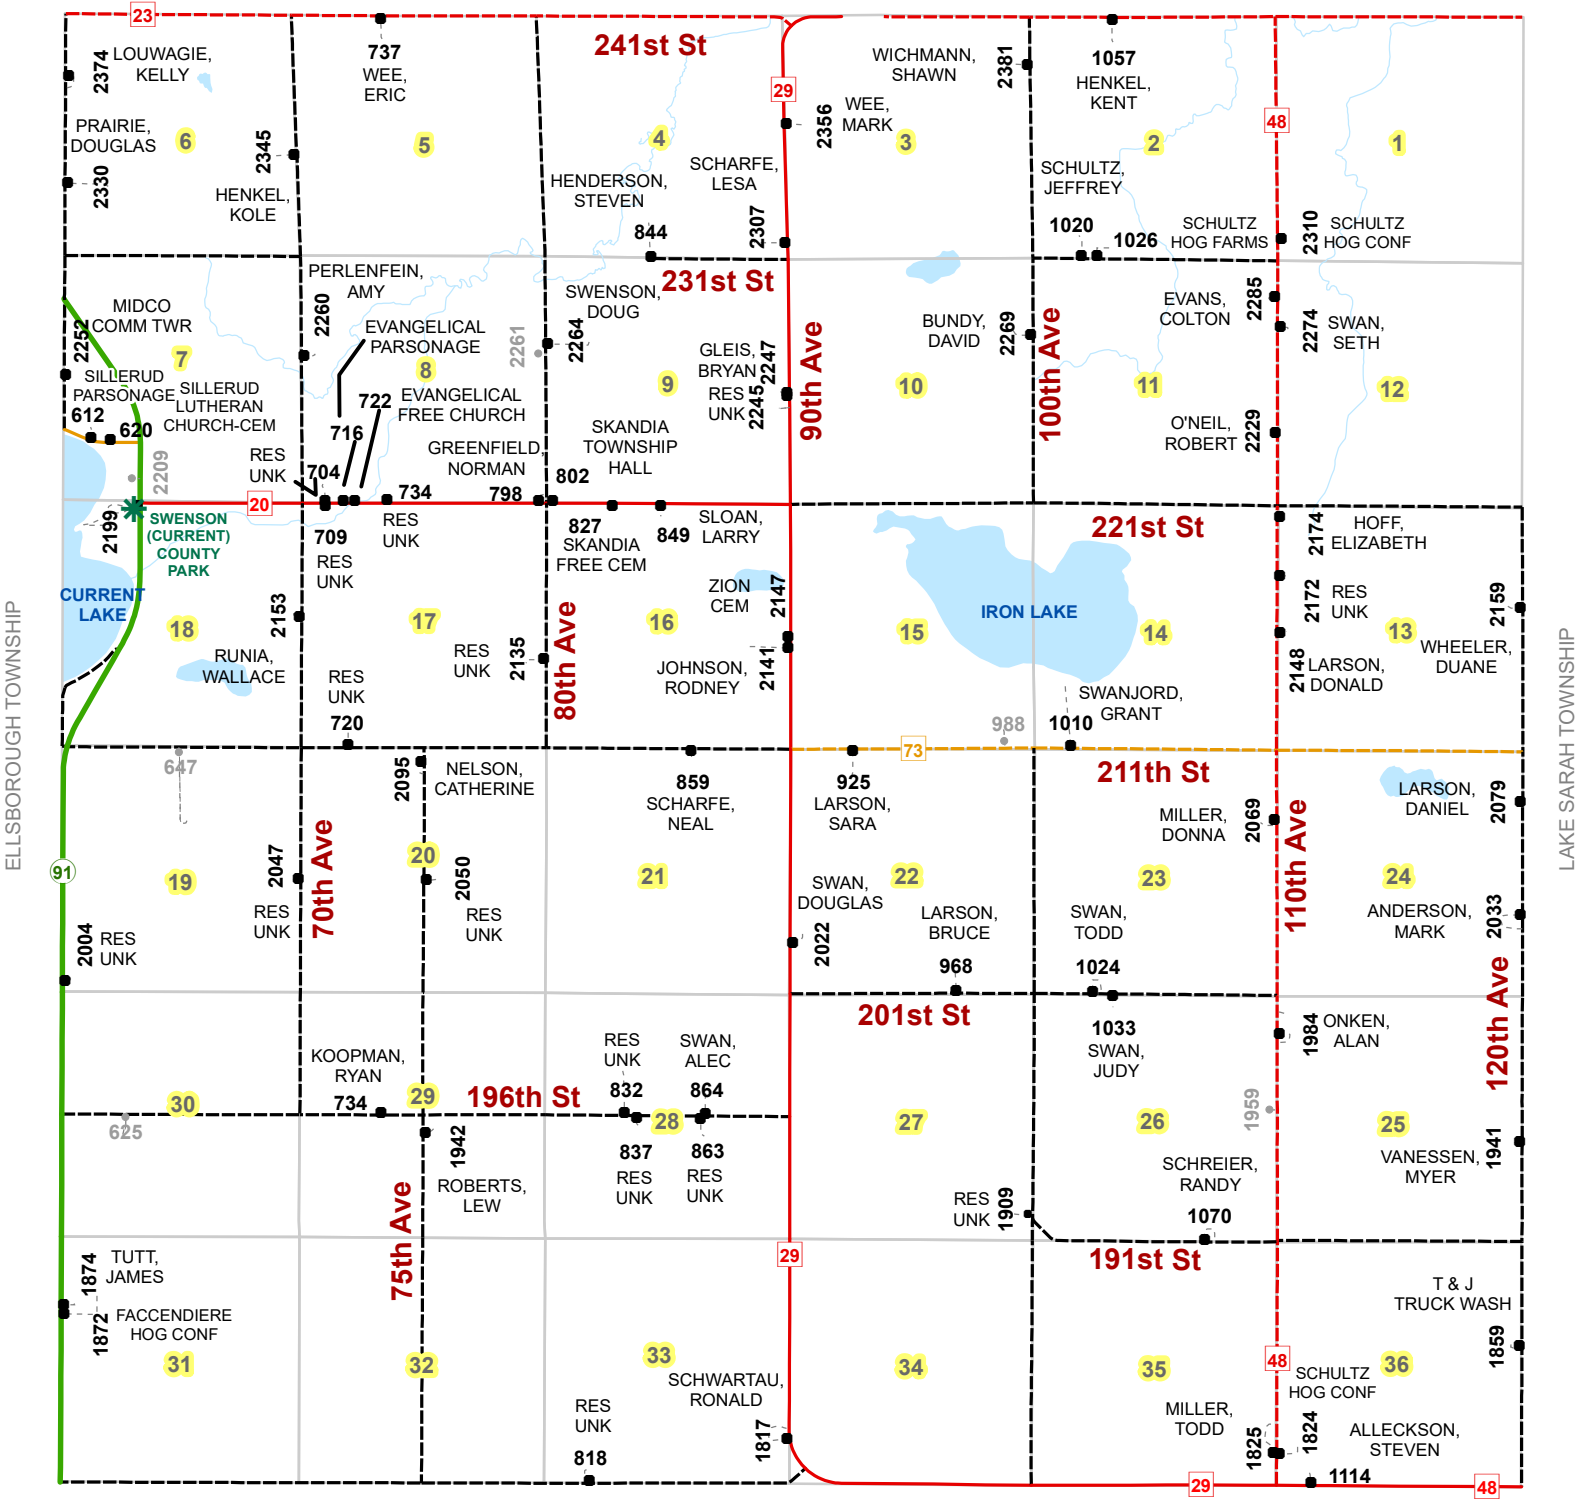 23
241st St
29
48
2374
LOUWAGIE,
KELLY
737
WEE,
ERIC
WICHMANN,
SHAWN
2381
1057
HENKEL,
KENT
PRAIRIE,
DOUGLAS
2330
6
2345
HENKEL,
KOLE
5
4
HENDERSON,
STEVEN
844
SCHARFE,
LESA
2307
2356
WEE,
MARK
3
SCHULTZ,
JEFFREY
1020
1026
2
SCHULTZ
HOG FARMS
2310
SCHULTZ
HOG CONF
1
231st St
MIDCO
COMM TWR
2252
7
PERLENFEIN,
AMY
2260
EVANGELICAL
PARSONAGE
8
2261
SWENSON,
DOUG
2264
9
GLEIS,
BRYAN
2247
RES
UNK
2245
90th Ave
10
BUNDY,
DAVID
2269
100th Ave
EVANS,
COLTON
2285
11
2274
SWAN,
SETH
12
SILLERUD
PARSONAGE
612
620
SILLERUD
LUTHERAN
CHURCH-CEM
2209
722
EVANGELICAL
FREE CHURCH
716
RES
UNK
704
734
RES
UNK
GREENFIELD,
NORMAN
798
802
SKANDIA
TOWNSHIP
HALL
O'NEIL,
ROBERT
2229
20
2199
SWENSON
(CURRENT)
COUNTY
PARK
709
RES
UNK
827
SKANDIA
FREE CEM
849
SLOAN,
LARRY
221st St
2174
HOFF,
ELIZABETH
CURRENT
LAKE
ELLSBOROUGH TOWNSHIP
18
2153
RUNIA,
WALLACE
17
RES
UNK
720
RES
UNK
2135
80th Ave
16
ZION
CEM
2147
JOHNSON,
RODNEY
2141
15
IRON LAKE
14
2172
RES
UNK
2148
LARSON,
DONALD
13
2159
WHEELER,
DUANE
LAKE SARAH TOWNSHIP
988
SWANJORD,
GRANT
1010
73
211th St
647
2095
NELSON,
CATHERINE
859
SCHARFE,
NEAL
925
LARSON,
SARA
MILLER,
DONNA
2069
110th Ave
LARSON,
DANIEL
2079
91
19
2047
RES
UNK
70th Ave
20
2050
RES
UNK
21
22
SWAN,
DOUGLAS
2022
LARSON,
BRUCE
968
SWAN,
TODD
1024
23
24
ANDERSON,
MARK
2033
2004
RES
UNK
201st St
1033
SWAN,
JUDY
1984
ONKEN,
ALAN
120th Ave
KOOPMAN,
RYAN
734
30
29
196th St
RES
UNK
832
SWAN,
ALEC
864
28
27
26
1959
25
625
1942
ROBERTS,
LEW
837
RES
UNK
863
RES
UNK
SCHREIER,
RANDY
1070
VANESSEN,
MYER
1941
RES
UNK
1909
75th Ave
29
191st St
1874
TUTT,
JAMES
1872
FACCENDIERE
HOG CONF
T & J
TRUCK WASH
1859
31
32
33
34
35
48
36
SCHWARTAU,
RONALD
1817
RES
UNK
818
MILLER,
TODD
1825
SCHULTZ
HOG CONF
1824
ALLECKSON,
STEVEN
1114
29
48